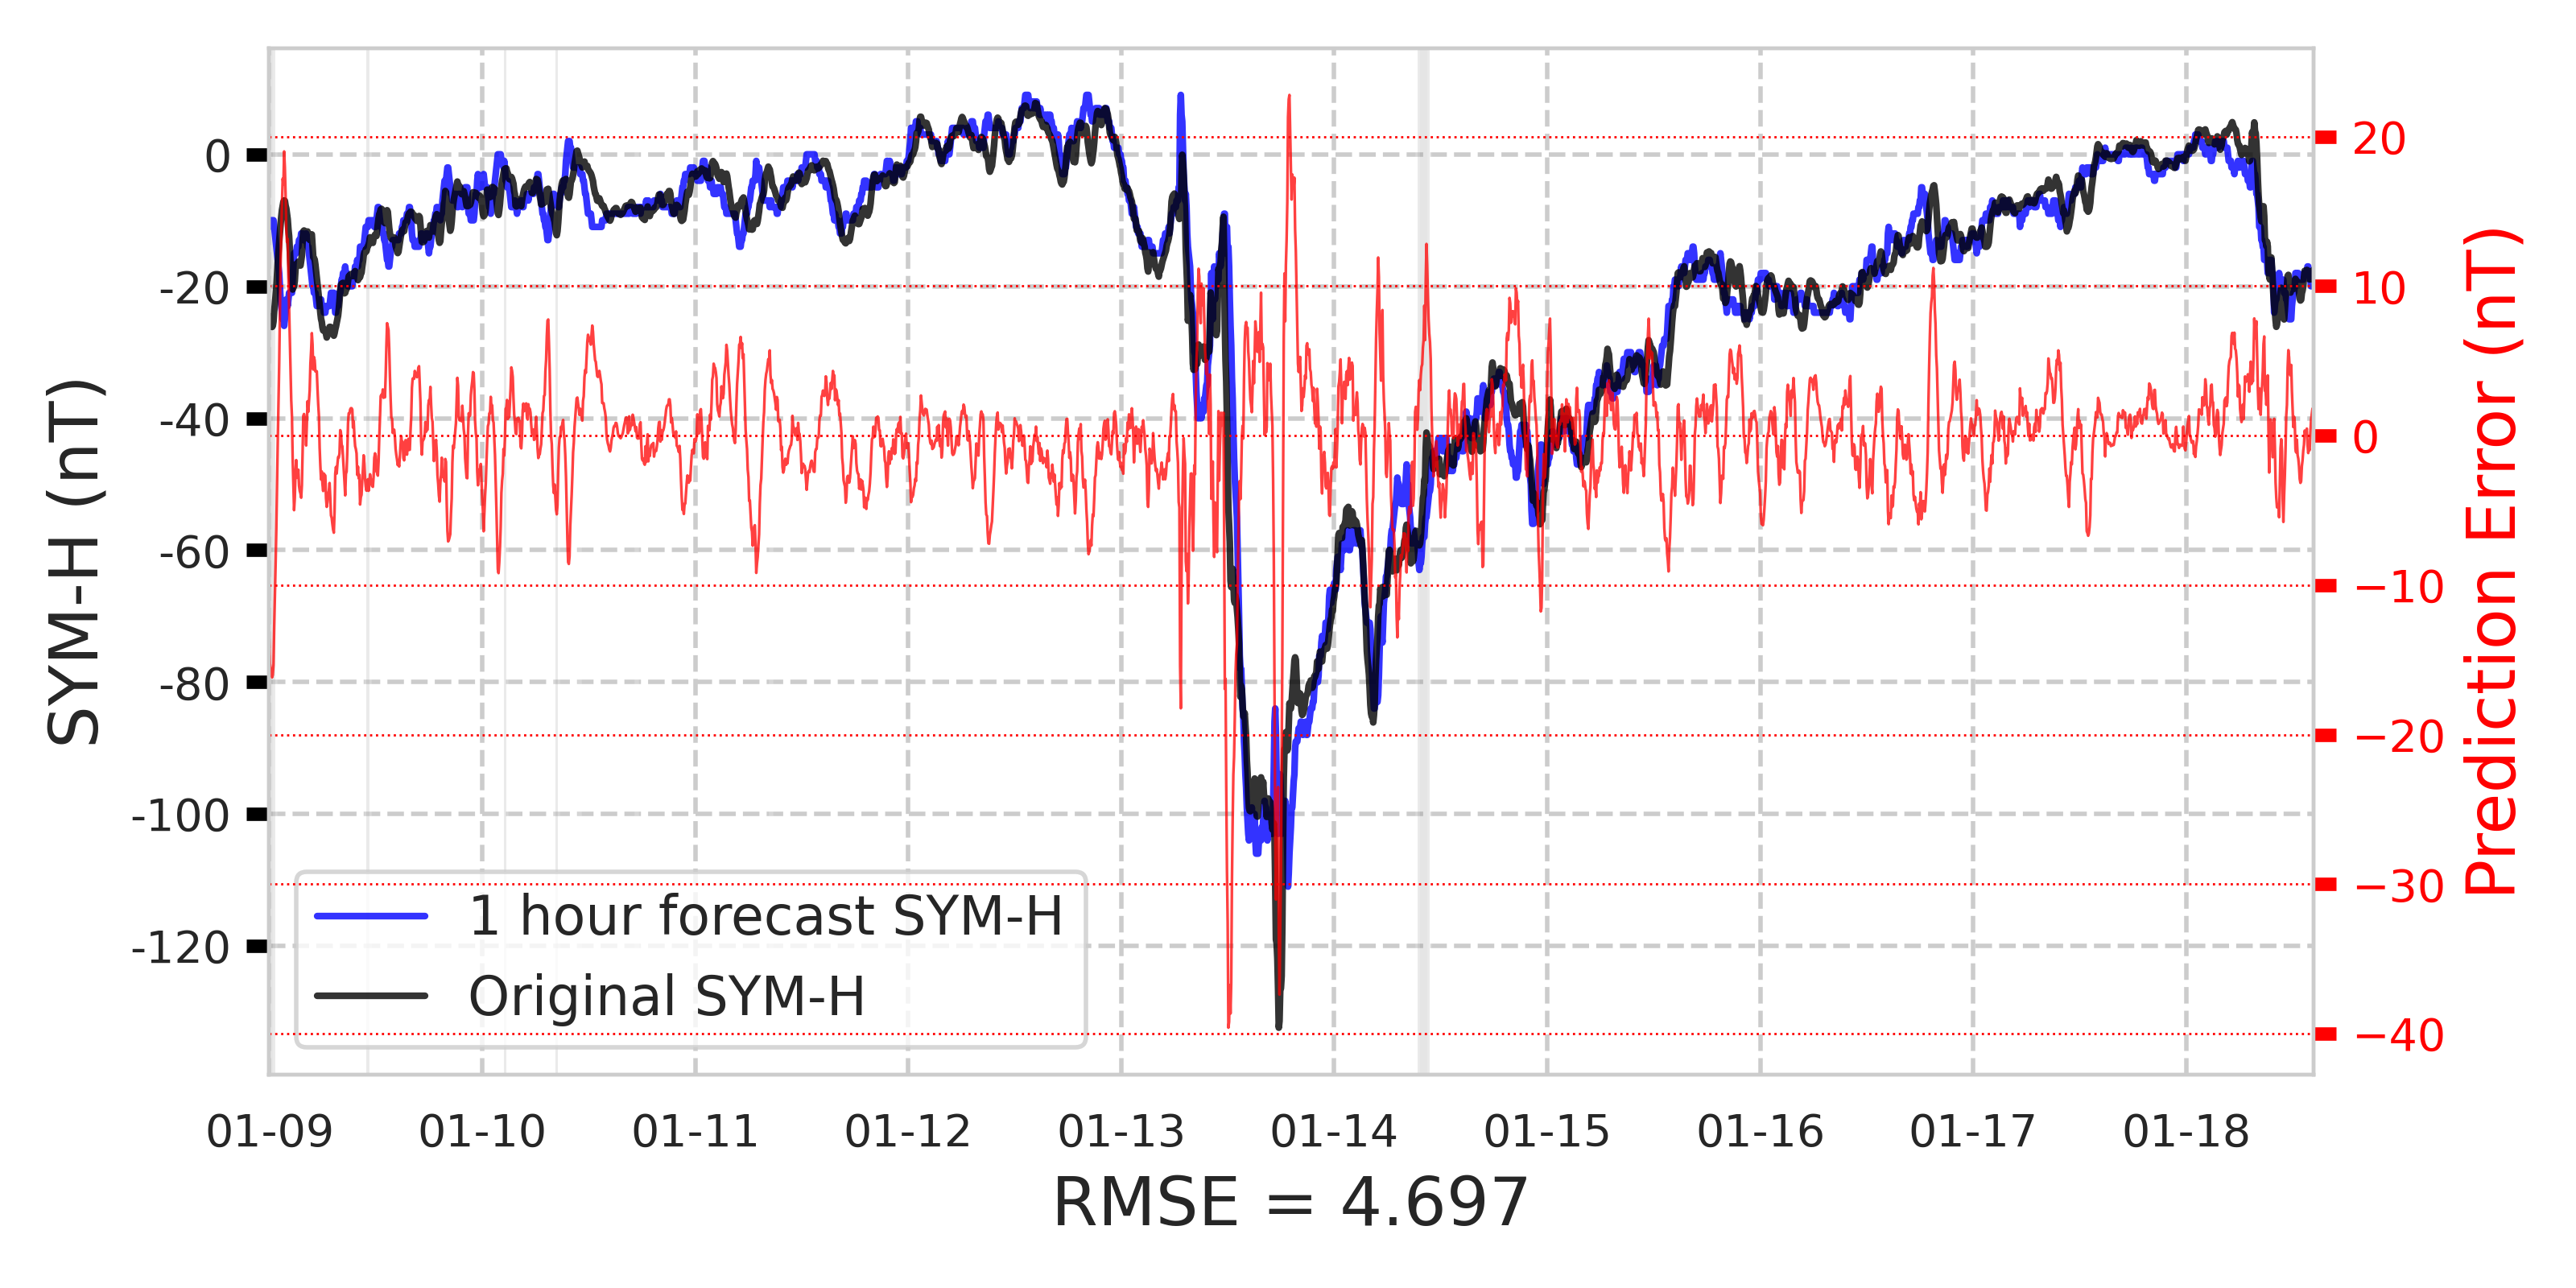 SYM-H (nT)
0
-20
-40
-60
-80
-100
-120
20
10
0
−10
−20
−30
−40
Prediction Error (nT)
1 hour forecast SYM-H
Original SYM-H
01-09 01-10 01-11 01-12 01-13 01-14 01-15 01-16 01-17 01-18
RMSE = 4.697